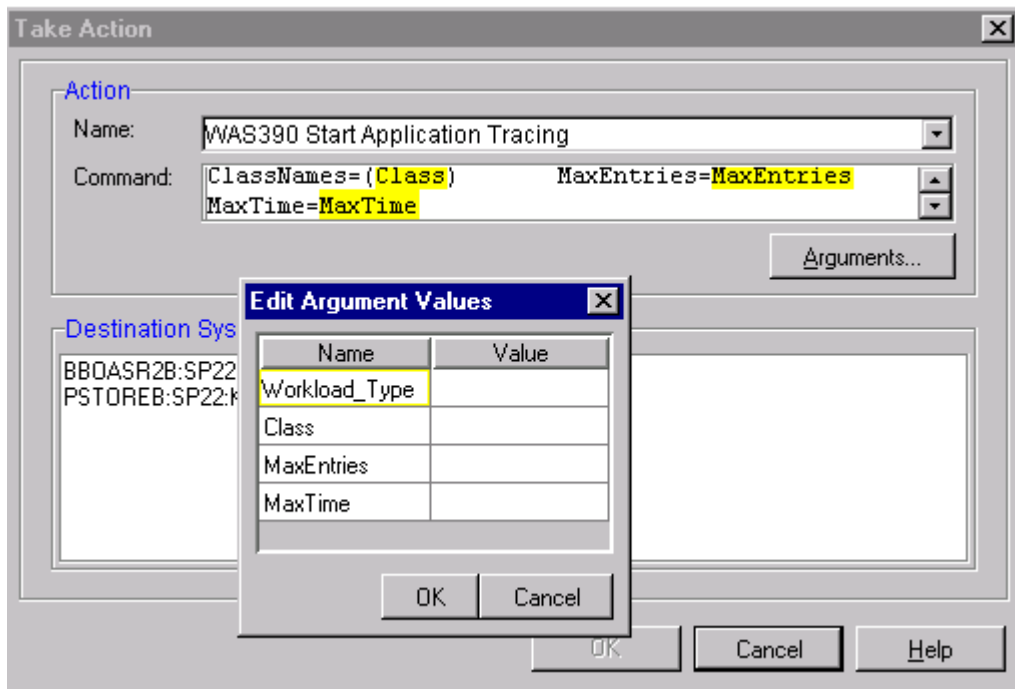 Take Action
Action
Name: WAS390 Start Application Tracing
Command: ClassNames=(Class) MaxEntries=MaxEntries
MaxTime=MaxTime
Arguments...
Edit Argument Values
Destination Sys
Name Value
BBOASR2B:SP22
PSTOREB:SP22:K
Workload_Type
Class
MaxEntries
MaxTime
OK Cancel
OK Cancel Help